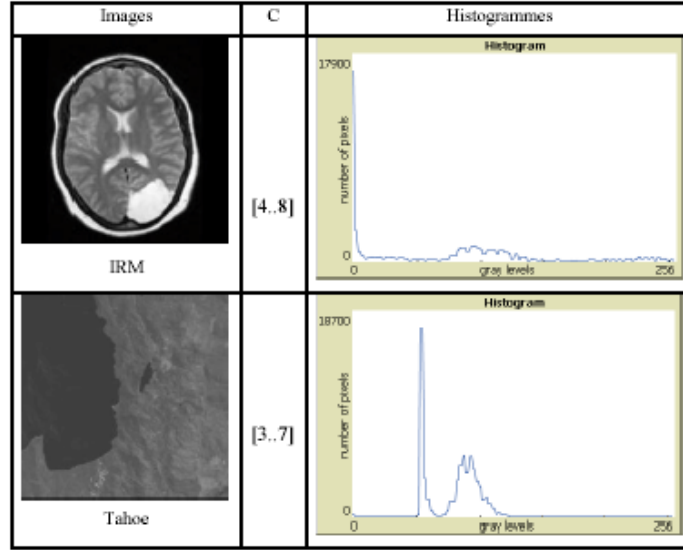 Images C Histogrammes
Histogram
17900
number of pixels
[4..8]
0
0 gray levels 256
IRM
Histogram
18700
number of pixels
[3..7]
0
0 gray levels 256
Tahoe